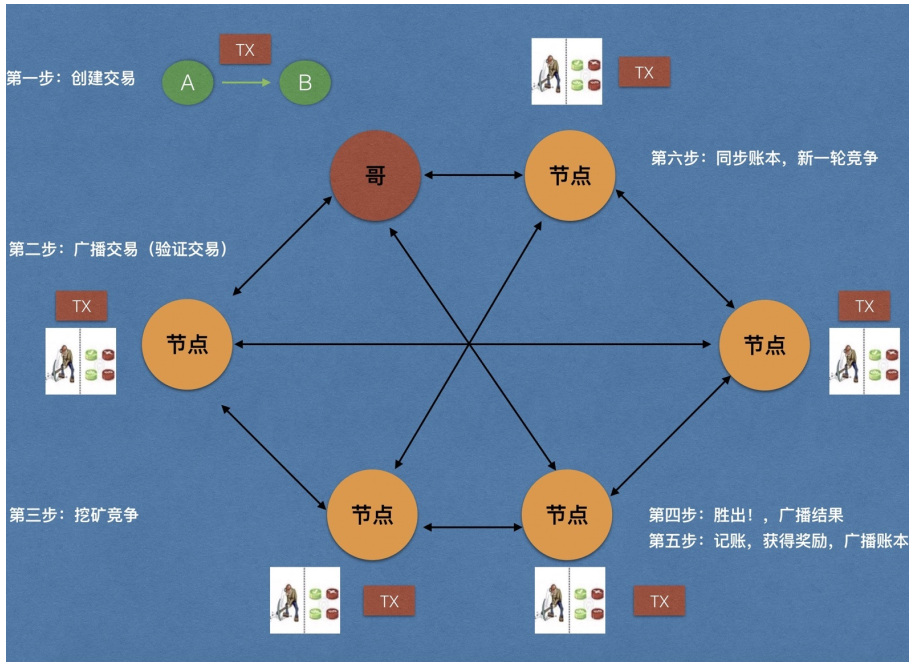 TX
第一步：创建交易
A
B
TX
哥
节点
第六步：同步账本，新一轮竞争
第二步：广播交易（验证交易）
TX
节点
节点
TX
第三步：挖矿竞争
节点
节点
第四步：胜出！，广播结果
第五步：记账，获得奖励，广播账本
TX
TX